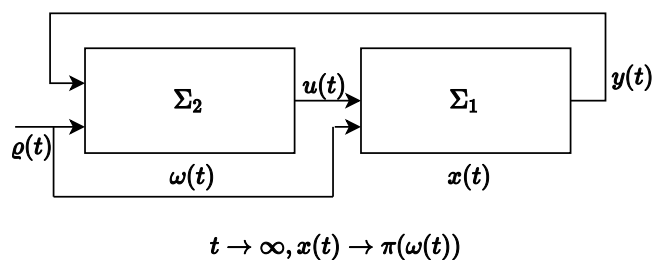 y(t)
Σ₂
u(t)
Σ₁
ϱ(t)
ω(t)
x(t)
t → ∞, x(t) → π(ω(t))